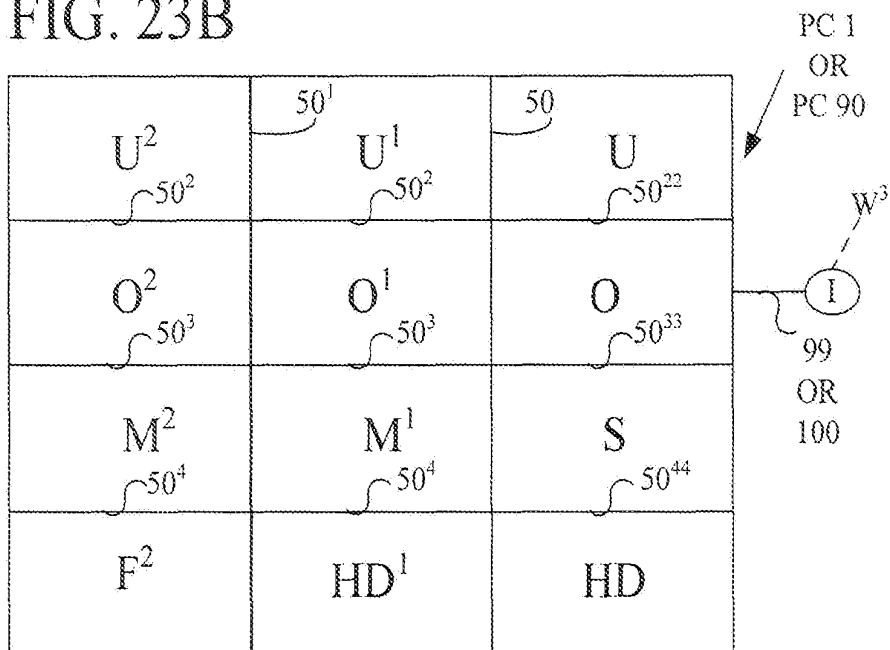 FIG. 23B
PC 1
OR
PC 90
50¹
50
U²
U¹
U
50²
50²
50²²
W³
O²
O¹
O
I
50³
50³
50³³
99
OR
100
M²
M¹
S
50⁴
50⁴
50⁴⁴
F²
HD¹
HD